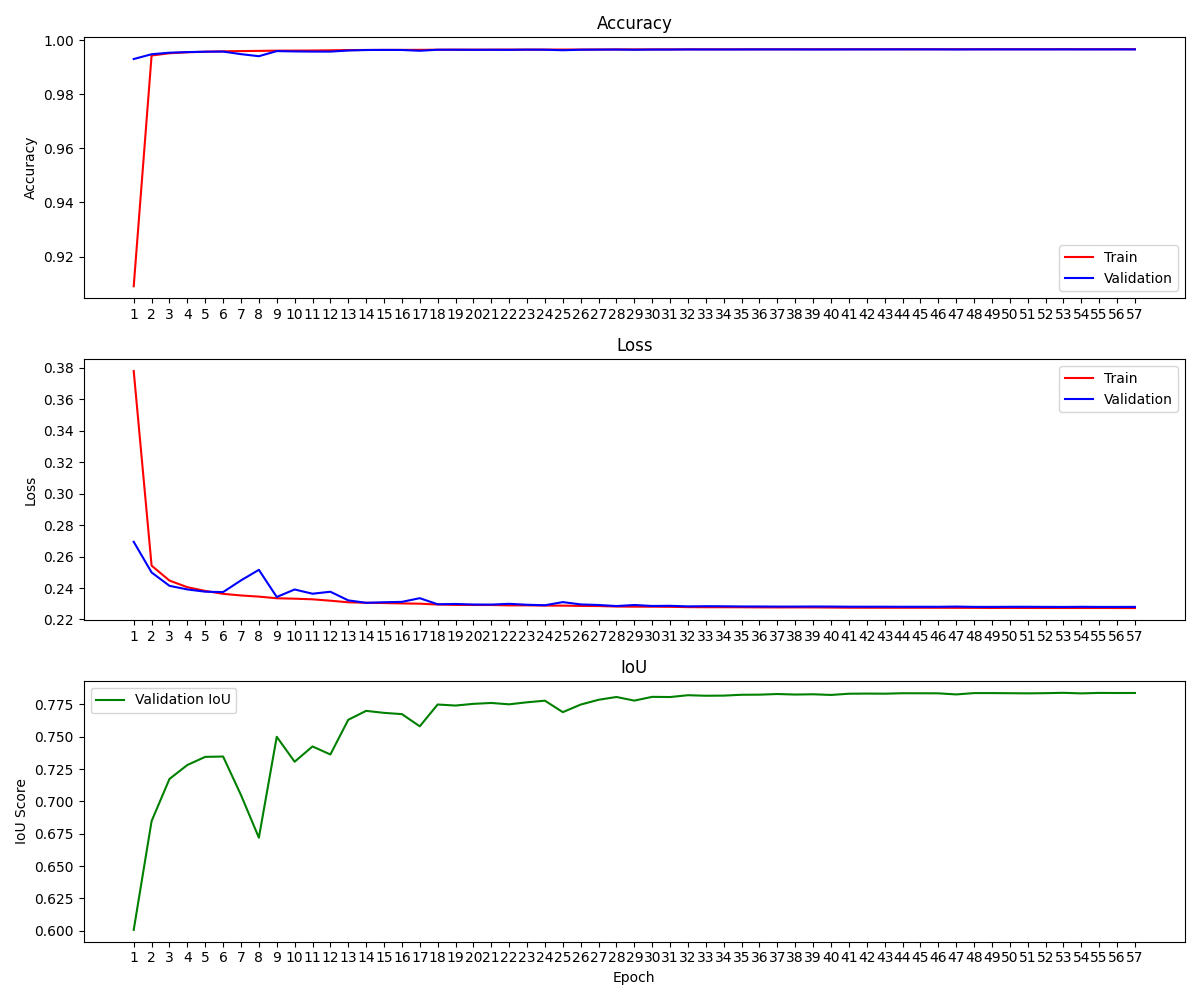 Accuracy
1.00
0.98
0.96
0.94
0.92
Accuracy
Train
Validation
1 2 3 4 5 6 7 8 9 10 11 12 13 14 15 16 17 18 19 20 21 22 23 24 25 26 27 28 29 30 31 32 33 34 35 36 37 38 39 40 41 42 43 44 45 46 47 48 49 50 51 52 53 54 55 56 57
Loss
0.38
0.36
0.34
0.32
0.30
0.28
0.26
0.24
0.22
Loss
Train
Validation
1 2 3 4 5 6 7 8 9 10 11 12 13 14 15 16 17 18 19 20 21 22 23 24 25 26 27 28 29 30 31 32 33 34 35 36 37 38 39 40 41 42 43 44 45 46 47 48 49 50 51 52 53 54 55 56 57
IoU
0.775
0.750
0.725
0.700
0.675
0.650
0.625
0.600
IoU Score
Validation IoU
1 2 3 4 5 6 7 8 9 10 11 12 13 14 15 16 17 18 19 20 21 22 23 24 25 26 27 28 29 30 31 32 33 34 35 36 37 38 39 40 41 42 43 44 45 46 47 48 49 50 51 52 53 54 55 56 57
Epoch